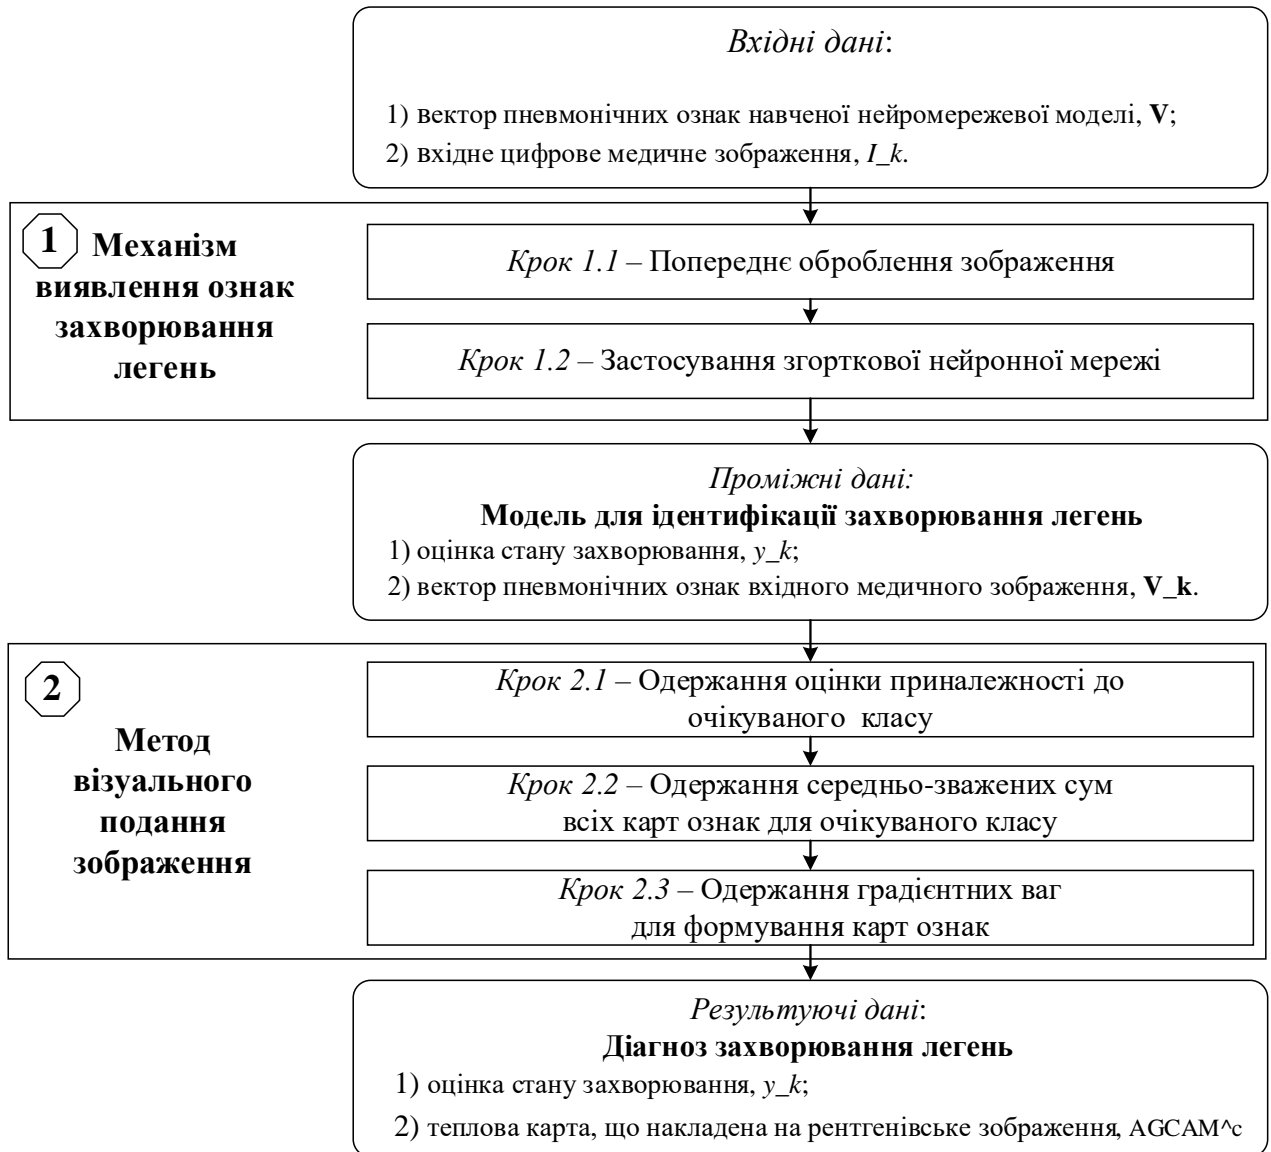 Вхідні дані:
1) вектор пневмонічних ознак навченої нейромережевої моделі, V;
2) вхідне цифрове медичне зображення, I_k.
1
Механізм
виявлення ознак
захворювання
легень
Крок 1.1 – Попереднє оброблення зображення
Крок 1.2 – Застосування згорткової нейронної мережі
Проміжні дані:
Модель для ідентифікації захворювання легень
1) оцінка стану захворювання, y_k;
2) вектор пневмонічних ознак вхідного медичного зображення, V_k.
2
Метод
візуального
подання
зображення
Крок 2.1 – Одержання оцінки приналежності до
очікуваного класу
Крок 2.2 – Одержання середньо-зважених сум
всіх карт ознак для очікуваного класу
Крок 2.3 – Одержання градієнтних ваг
для формування карт ознак
Результуючі дані:
Діагноз захворювання легень
1) оцінка стану захворювання, y_k;
2) теплова карта, що накладена на рентгенівське зображення, AGCAM^c